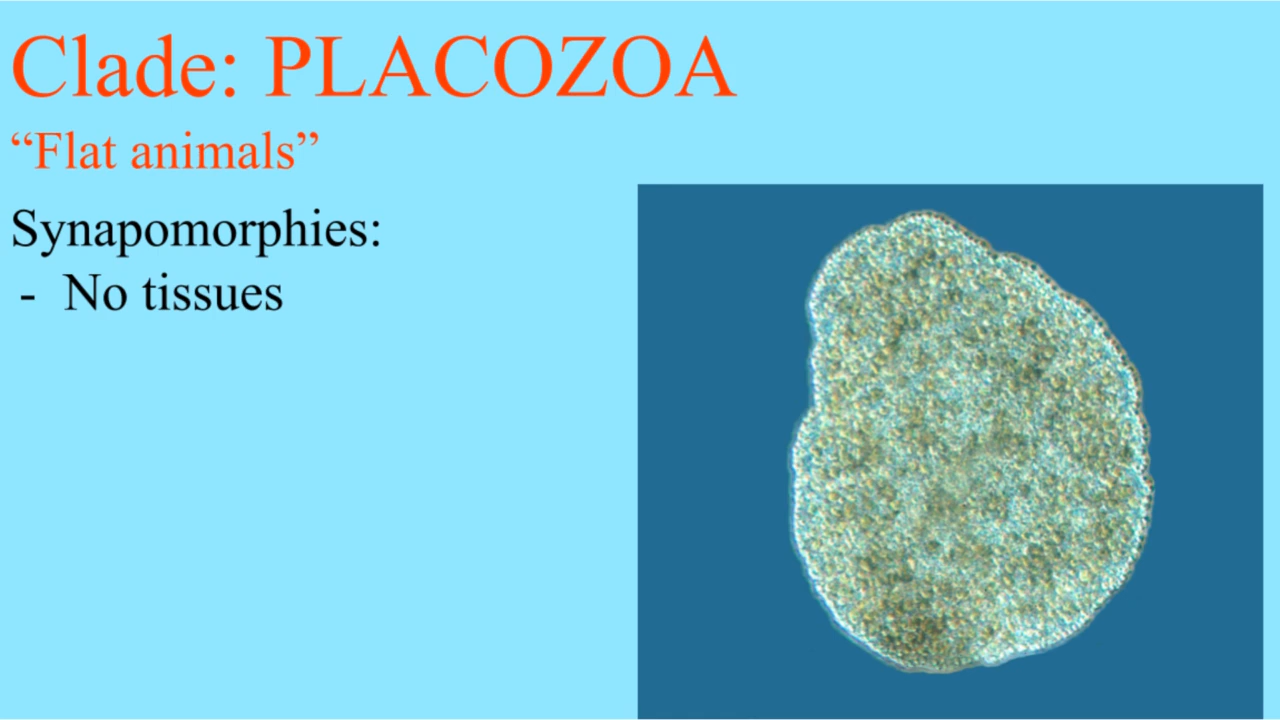 Clade: PLACOZOA
“Flat animals”
Synapomorphies:
- No tissues